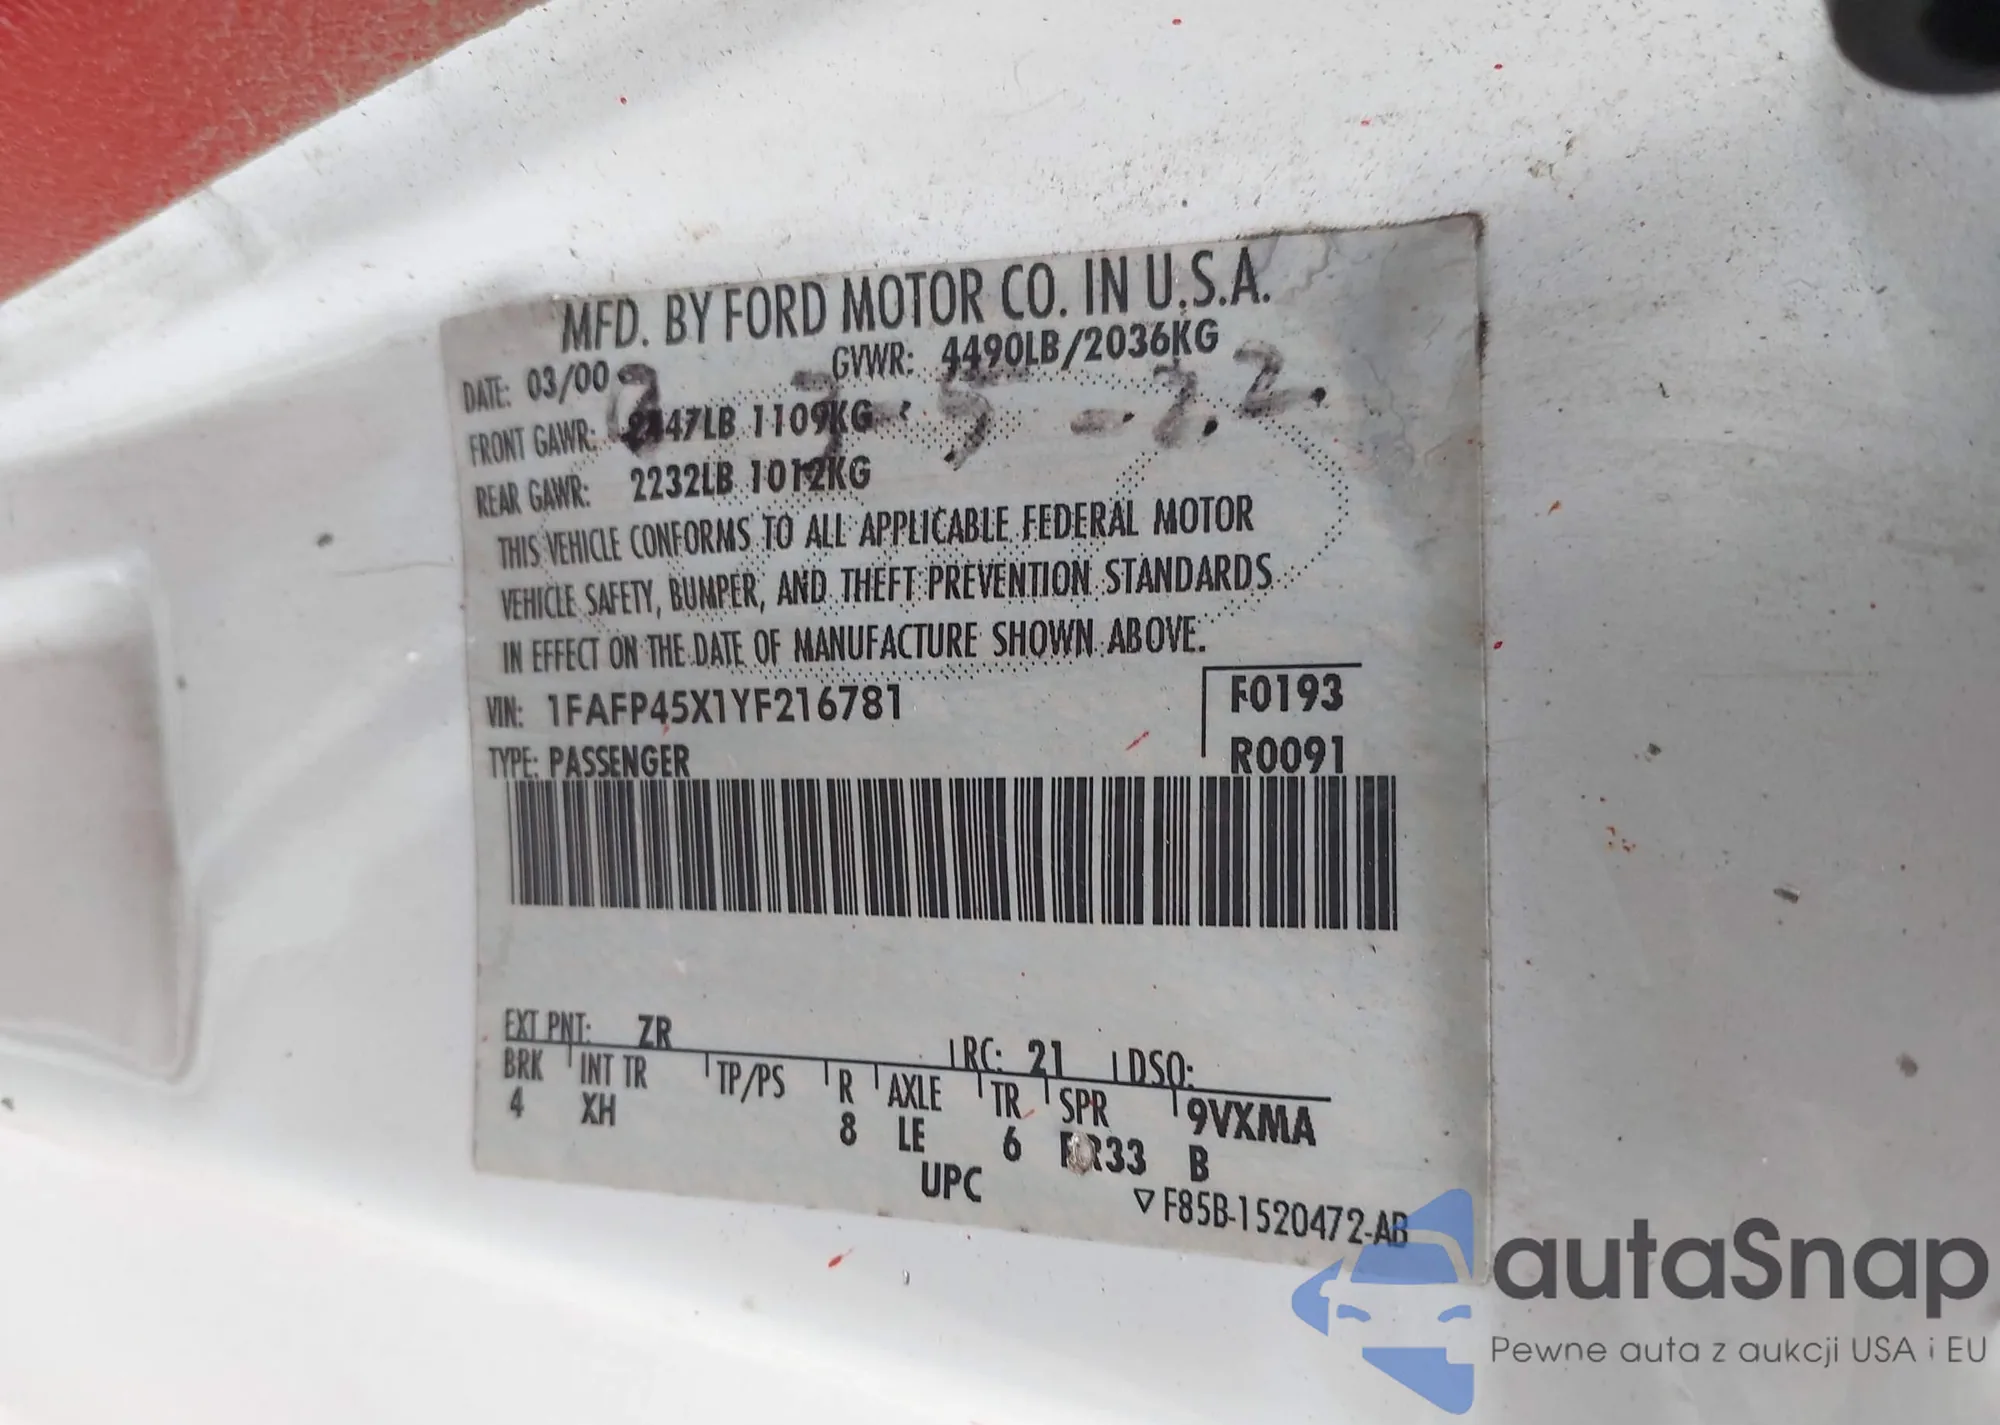 MFD. BY FORD MOTOR CO. IN U.S.A.
DATE: 03/00 GVWR: 4490LB/2036KG
FRONT GAWR: 2447LB 1109KG
REAR GAWR: 2232LB 1012KG
THIS VEHICLE CONFORMS TO ALL APPLICABLE FEDERAL MOTOR
VEHICLE SAFETY, BUMPER, AND THEFT PREVENTION STANDARDS
IN EFFECT ON THE DATE OF MANUFACTURE SHOWN ABOVE.
VIN: 1FAFP45X1YF216781 F0193
TYPE: PASSENGER R0091
EXT PNT: ZR RC: 21 DSO:
BRK INT TR TP/PS R AXLE TR SPR 9VXMA
4 XH 8 LE 6 RR33 B
UPC
▽ F85B-1520472-AB
autaSnap
Pewne auta z aukcji USA i EU